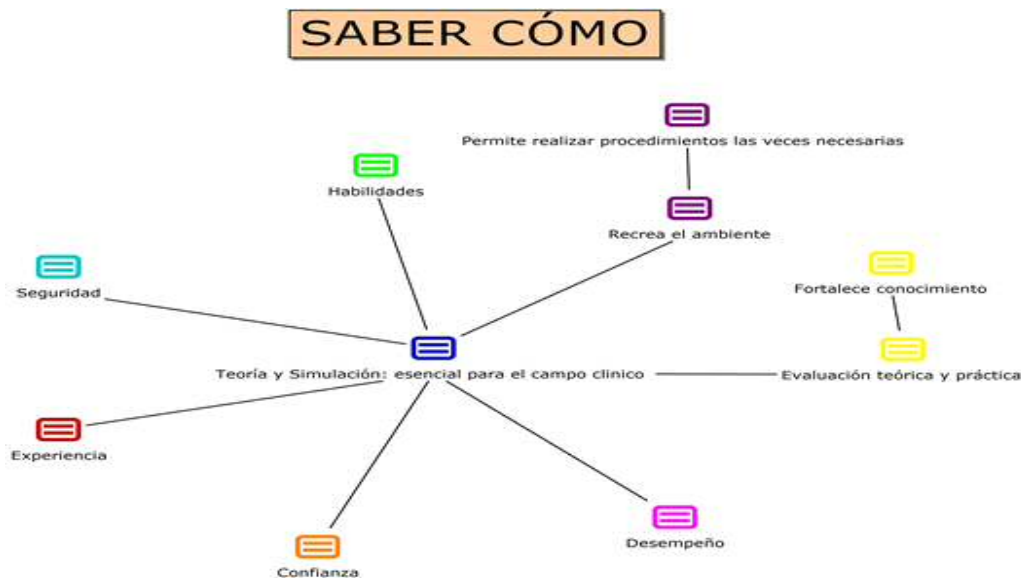 SABER CÓMO
Permite realizar procedimientos las veces necesarias
Habilidades
Recrea el ambiente
Seguridad
Fortalece conocimiento
Teoría y Simulación: esencial para el campo clinico
Evaluación teórica y práctica
Experiencia
Desempeño
Confianza